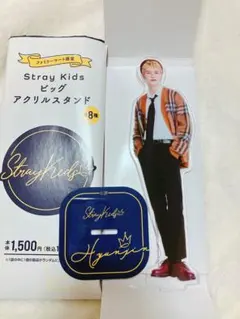 ファミリーマート限定
Stray Kids
ビッグ
アクリルスタンド
全8種
Stray Kids
本体
1,500円
Stray Kids
Hyunjin